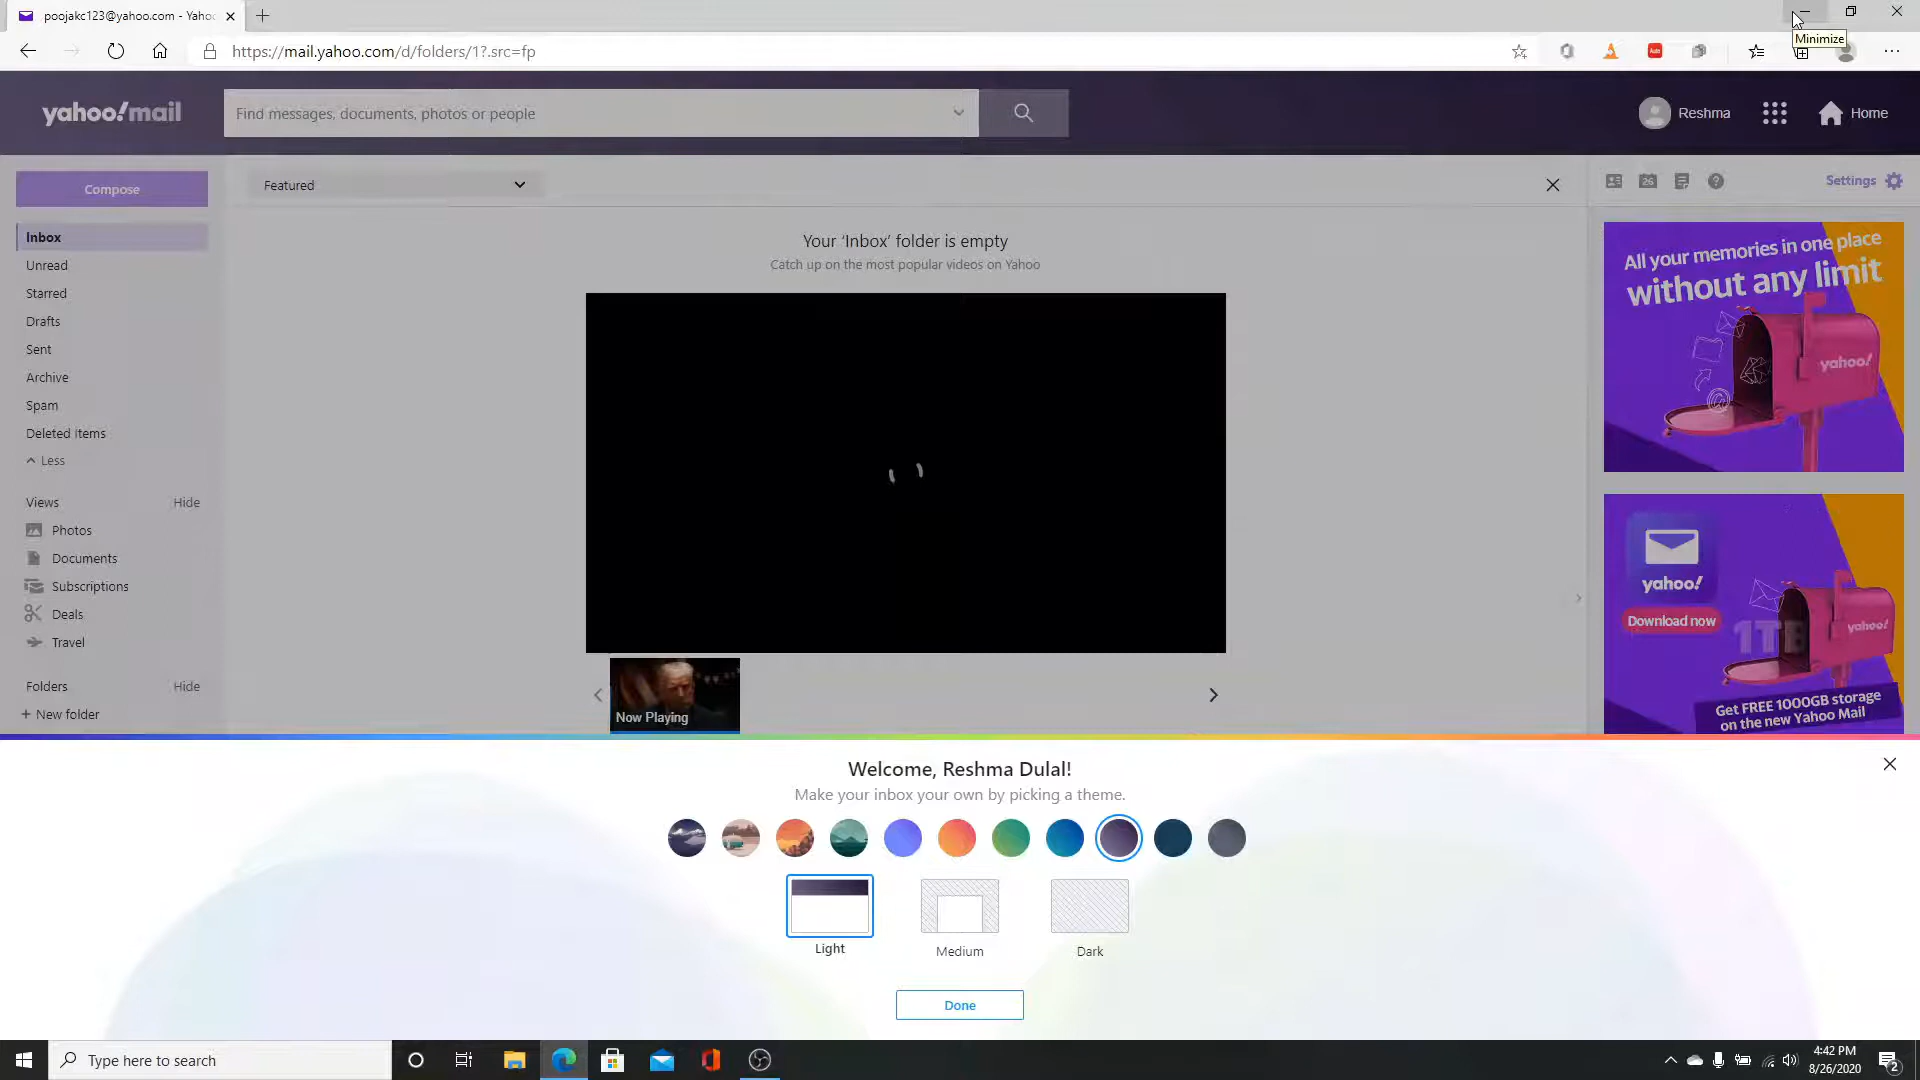 poojakc123@yahoo.com - Yahoo
Minimize
https://mail.yahoo.com/d/folders/1?.src=fp
yahoo!mail
Find messages, documents, photos or people
Reshma
Home
Compose
Featured
26
Settings
Inbox
Unread
Starred
Drafts
Sent
Archive
Spam
Deleted Items
Less
Views
Hide
Photos
Documents
Subscriptions
Deals
Travel
Folders
Hide
+ New folder
Your ‘Inbox’ folder is empty
Catch up on the most popular videos on Yahoo
Now Playing
All your memories in one place
without any limit
yahoo!
yahoo!
Download now
1TB
yahoo!
Get FREE 1000GB storage
on the new Yahoo Mail
Welcome, Reshma Dulal!
Make your inbox your own by picking a theme.
Light
Medium
Dark
Done
Type here to search
4:42 PM
8/26/2020
2